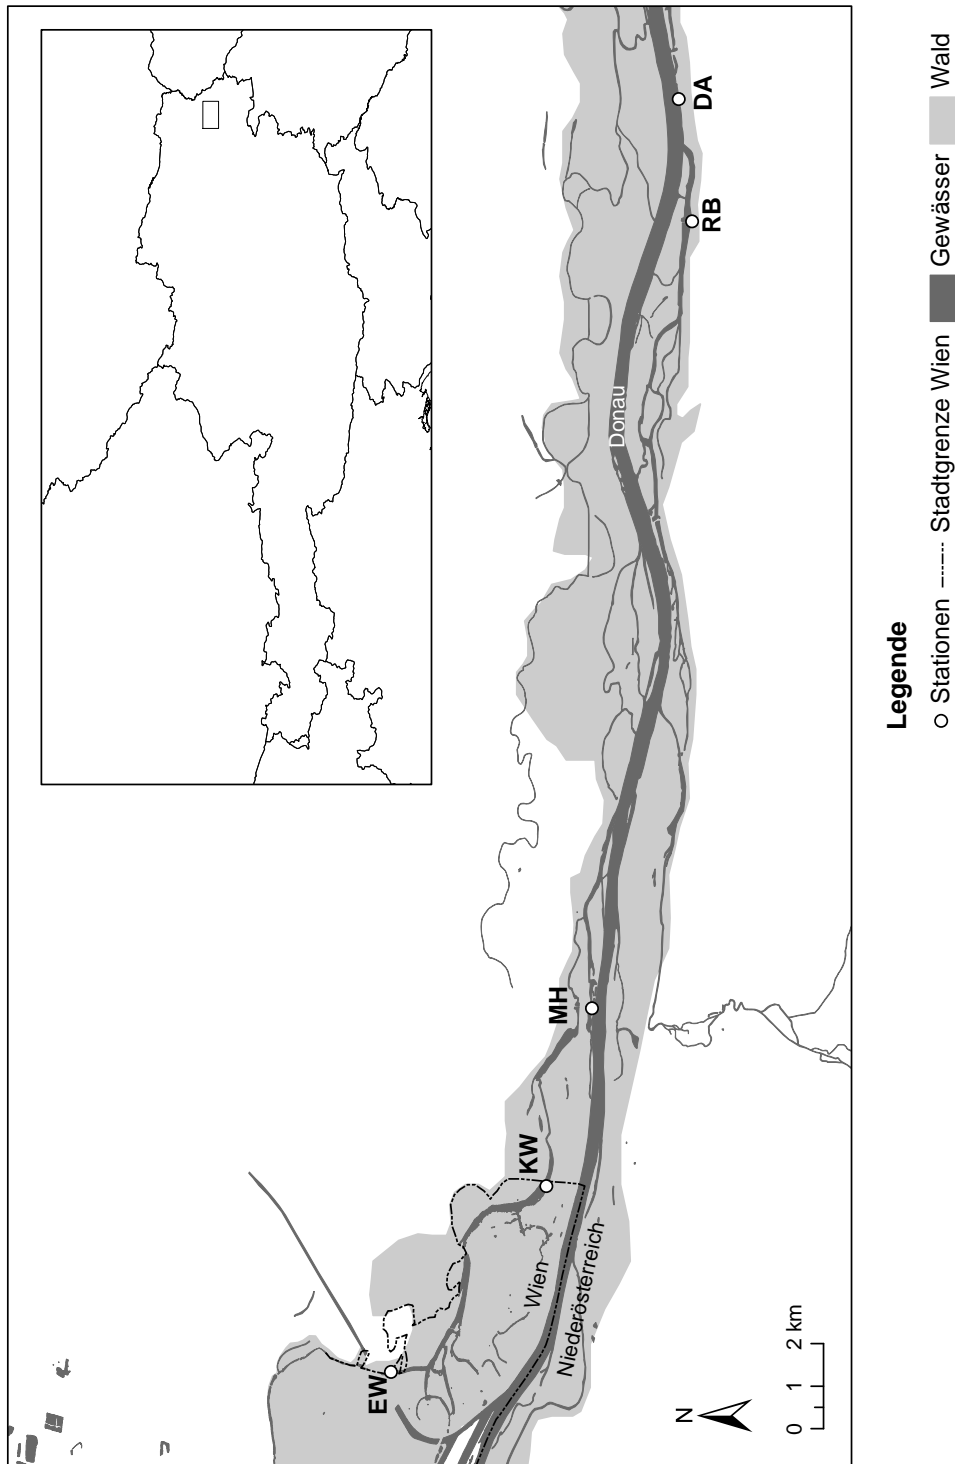 EW
KW
MH
RB
DA
Donau
Wien
Niederösterreich
N
0 1 2 km
Legende
Stationen Stadtgrenze Wien Gewässer Wald